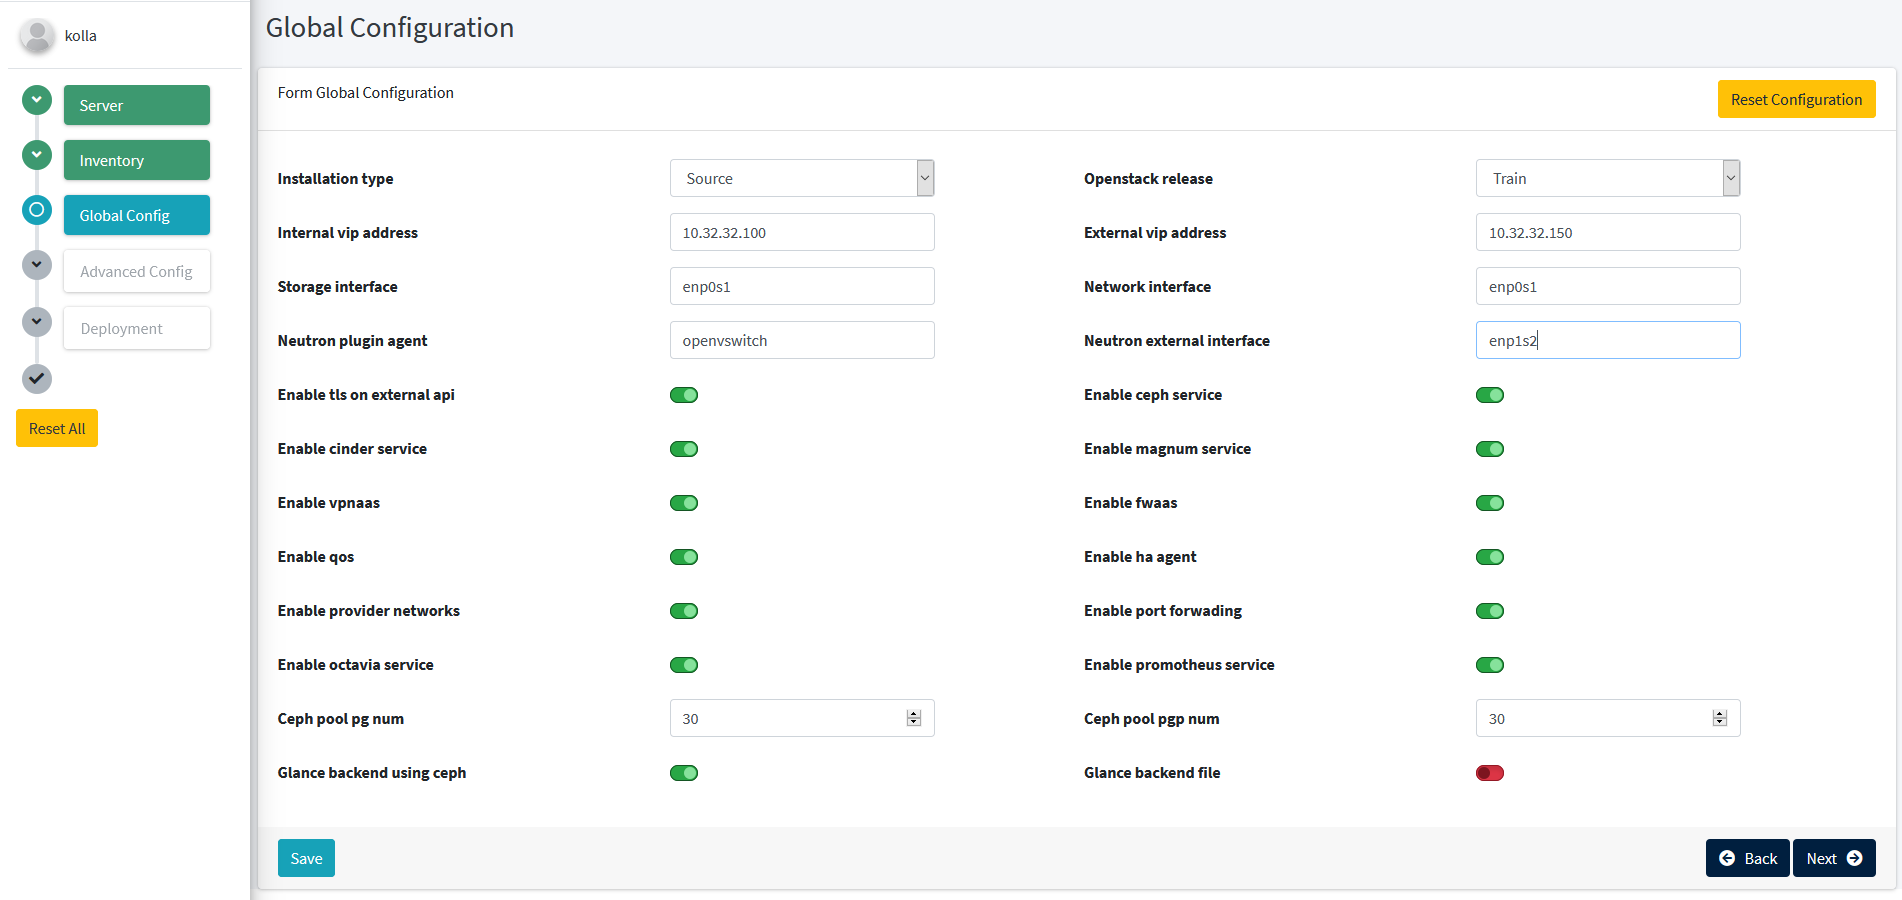 kolla
Server
Inventory
Global Config
Advanced Config
Deployment
Reset All
Global Configuration
Form Global Configuration
Reset Configuration
Installation type Source Openstack release Train
Internal vip address 10.32.32.100 External vip address 10.32.32.150
Storage interface enp0s1 Network interface enp0s1
Neutron plugin agent openvswitch Neutron external interface enp1s2
Enable tls on external api Enable ceph service
Enable cinder service Enable magnum service
Enable vpnaas Enable fwaas
Enable qos Enable ha agent
Enable provider networks Enable port forwading
Enable octavia service Enable promotheus service
Ceph pool pg num 30 Ceph pool pgp num 30
Glance backend using ceph Glance backend file
Save Back Next